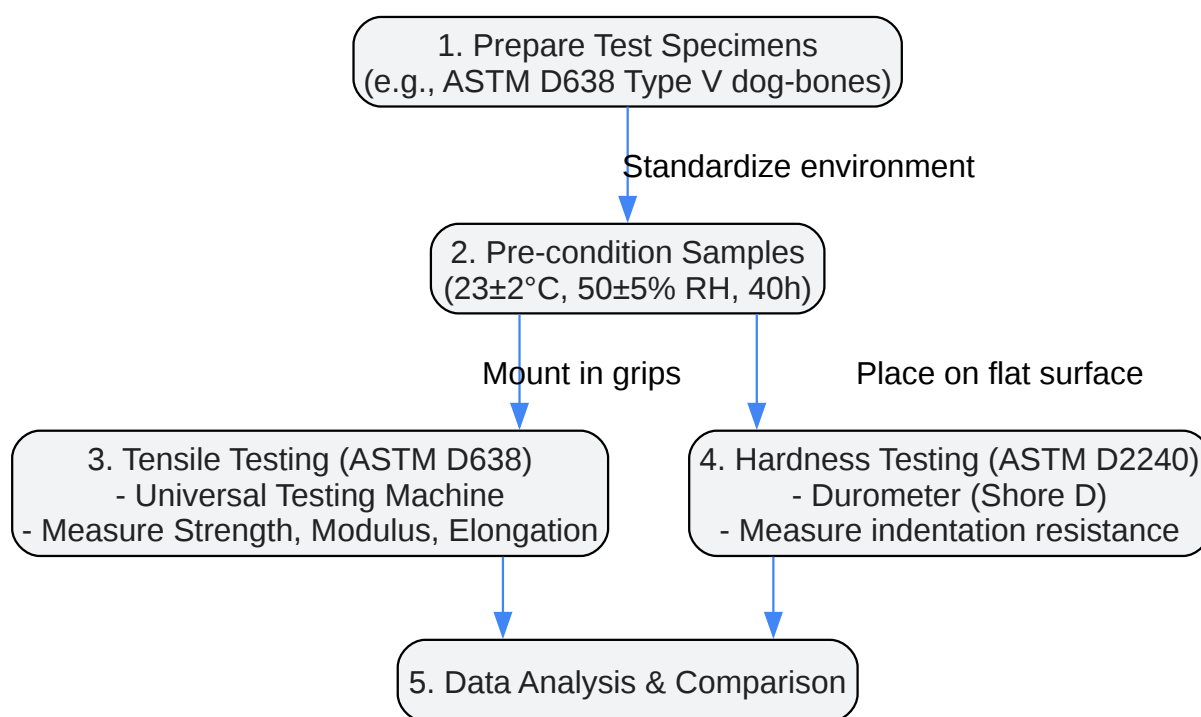 1. Prepare Test Specimens
(e.g., ASTM D638 Type V dog-bones)
Standardize environment
2. Pre-condition Samples
(23±2°C, 50±5% RH, 40h)
Mount in grips
Place on flat surface
3. Tensile Testing (ASTM D638)
- Universal Testing Machine
- Measure Strength, Modulus, Elongation
4. Hardness Testing (ASTM D2240)
- Durometer (Shore D)
- Measure indentation resistance
5. Data Analysis & Comparison